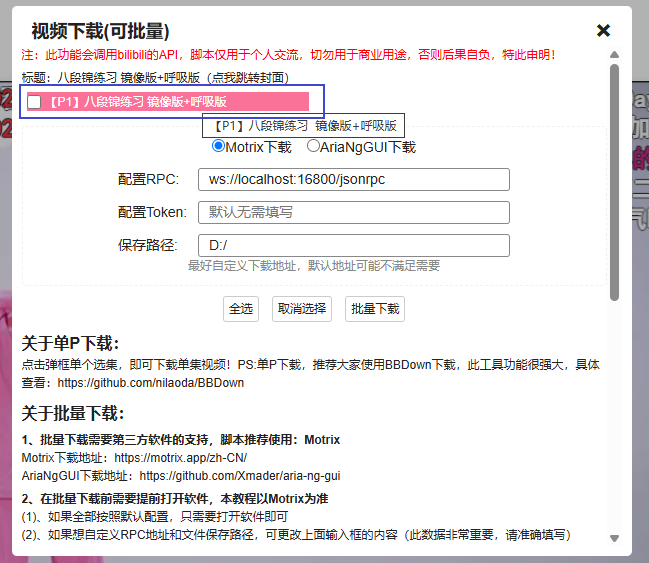 视频下载(可批量)
注：此功能会调用bilibili的API，脚本仅用于个人交流，切勿用于商业用途，否则后果自负，特此申明！
标题：八段锦练习 镜像版+呼吸版（点我跳转封面）
【P1】八段锦练习 镜像版+呼吸版
【P1】八段锦练习 镜像版+呼吸版
Motrix下载 AriaNgGUI下载
配置RPC: ws://localhost:16800/jsonrpc
配置Token: 默认无需填写
保存路径: D:/
最好自定义下载地址，默认地址可能不满足需要
全选 取消选择 批量下载
关于单P下载：
点击弹框单个选集，即可下载单集视频！PS:单P下载，推荐大家使用BBDown下载，此工具功能很强大，具体
查看：https://github.com/nilaoda/BBDown
关于批量下载：
1、批量下载需要第三方软件的支持，脚本推荐使用：Motrix
Motrix下载地址：https://motrix.app/zh-CN/
AriaNgGUI下载地址：https://github.com/Xmader/aria-ng-gui
2、在批量下载前需要提前打开软件，本教程以Motrix为准
(1)、如果全部按照默认配置，只需要打开软件即可
(2)、如果想自定义RPC地址和文件保存路径，可更改上面输入框的内容（此数据非常重要，请准确填写）